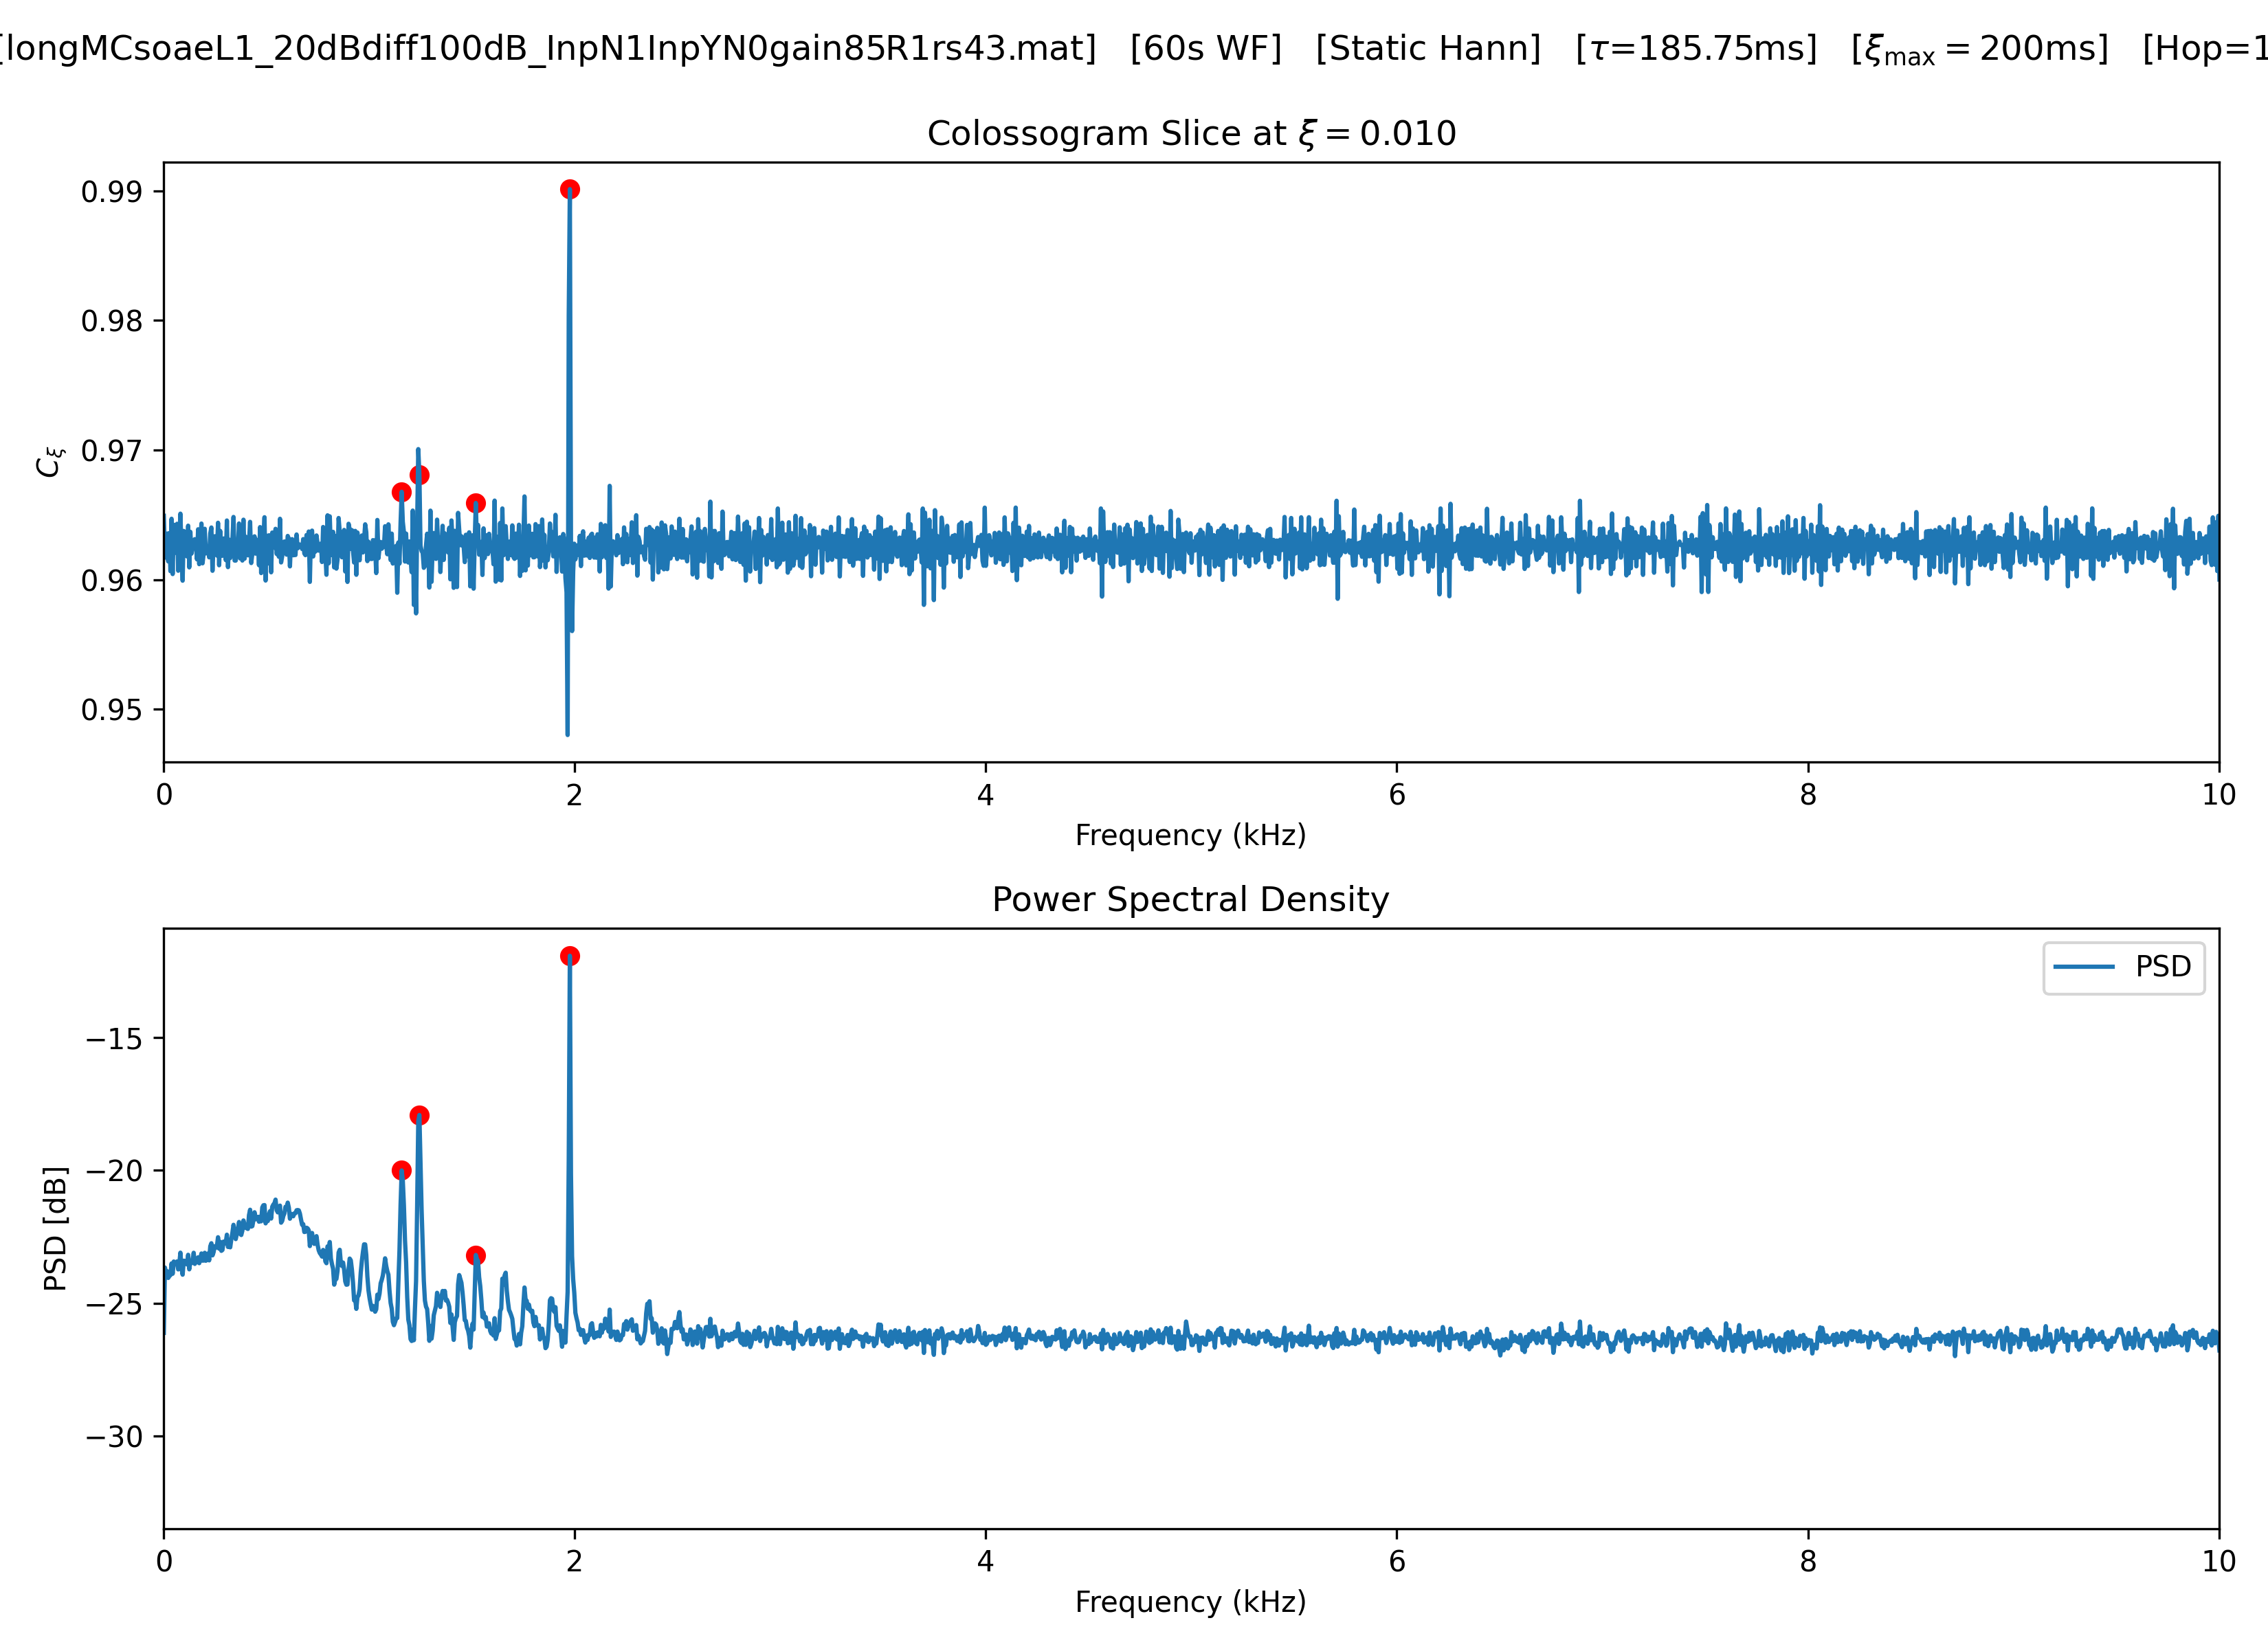 [longMCsoaeL1_20dBdiff100dB_InpN1InpYN0gain85R1rs43.mat] [60s WF] [Static Hann] [τ=185.75ms] [ξmax = 200ms] [Hop=1
Colossogram Slice at ξ = 0.010
0.99
0.98
0.97
0.96
0.95
Cξ
0 2 4 6 8 10
Frequency (kHz)
Power Spectral Density
PSD
−15
−20
−25
−30
PSD [dB]
0 2 4 6 8 10
Frequency (kHz)